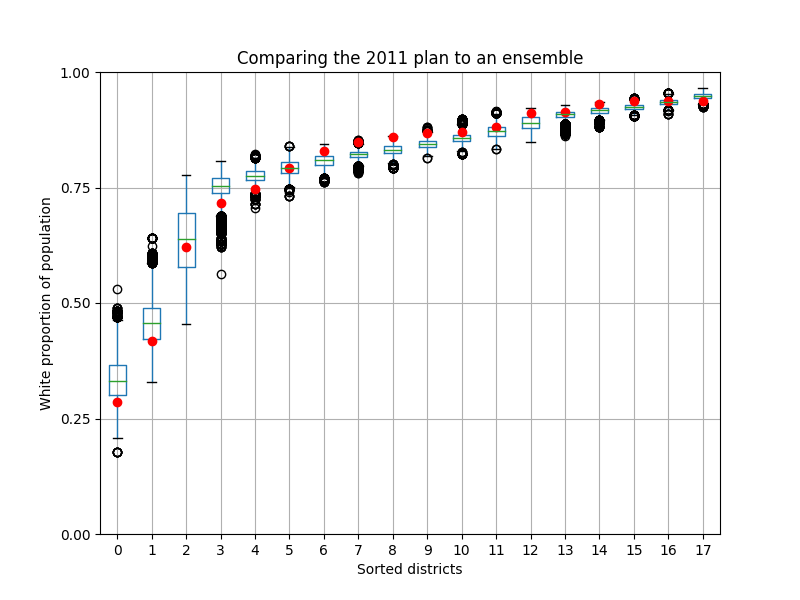 Comparing the 2011 plan to an ensemble
1.00
0.75
0.50
0.25
0.00
White proportion of population
0 1 2 3 4 5 6 7 8 9 10 11 12 13 14 15 16 17
Sorted districts